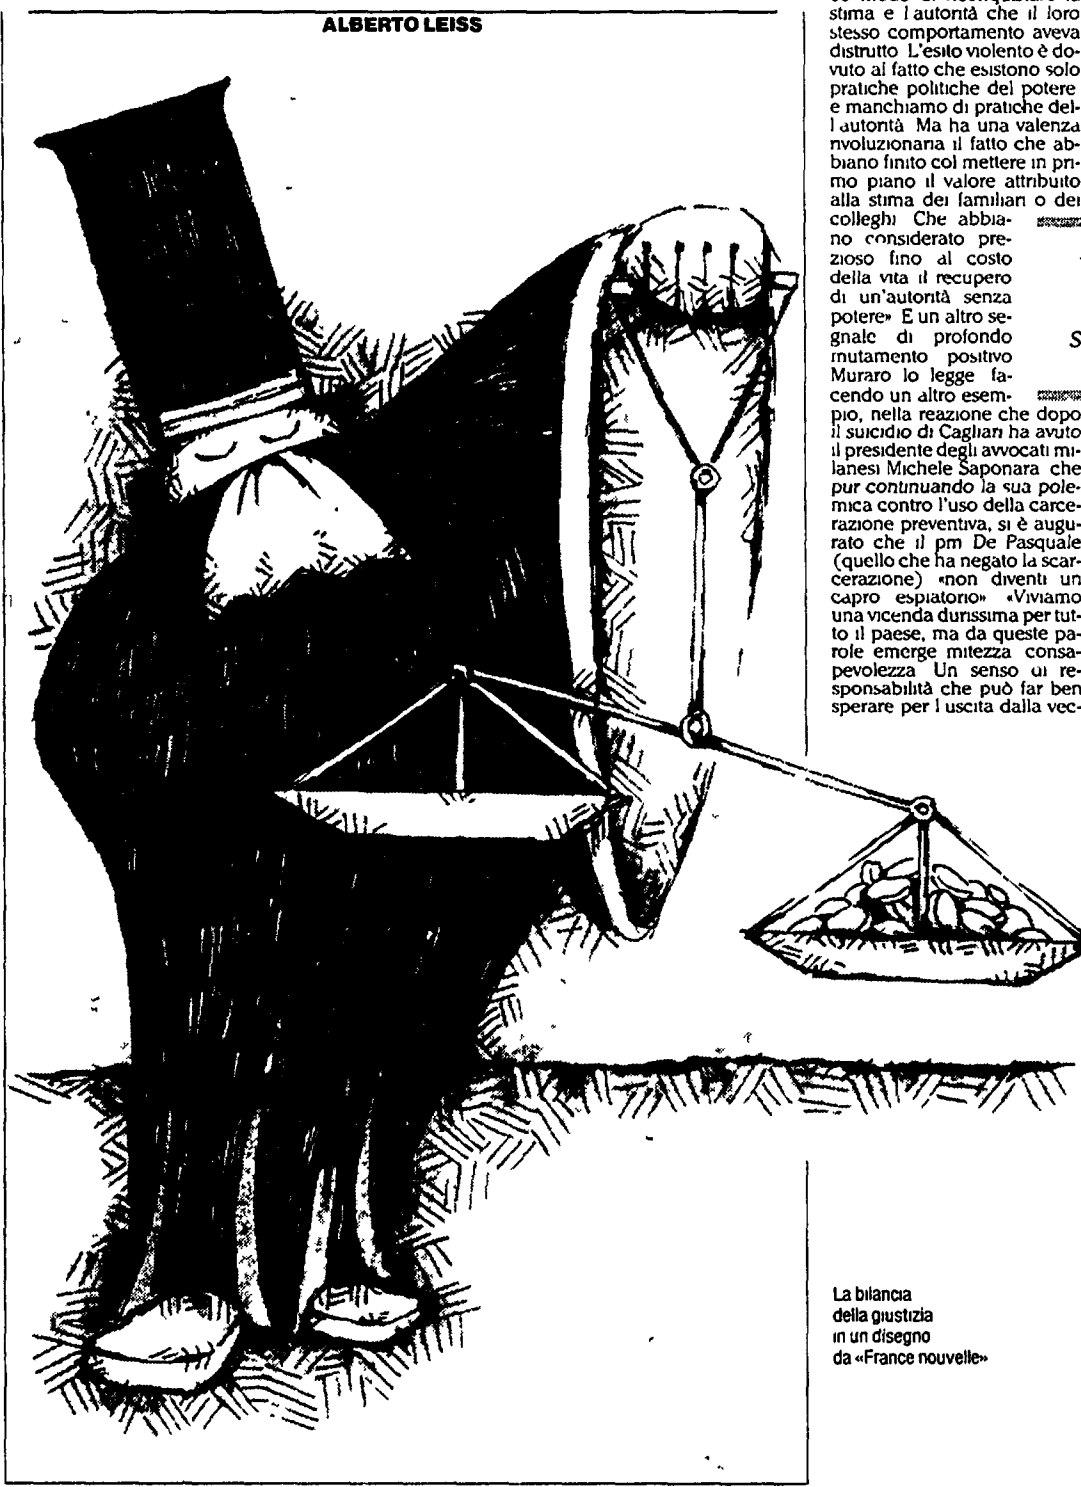 ALBERTO LEISS
stima e l autorità che il loro
stesso comportamento aveva
distrutto L'esito violento è do-
vuto al fatto che esistono solo
pratiche politiche del potere
e manchiamo di pratiche del-
l autorità Ma ha una valenza
rivoluzionaria il fatto che ab-
biano finito col mettere in pri-
mo piano il valore attribuito
alla stima dei familiari o dei
colleghi Che abbia-
no considerato pre-
zioso fino al costo
della vita il recupero
di un'autorità senza
potere» E un altro se-
gnale di profondo
mutamento positivo
Muraro lo legge fa-
cendo un altro esem-
pio, nella reazione che dopo
il suicidio di Cagliari ha avuto
il presidente degli avvocati mi-
lanesi Michele Saponara che
pur continuando la sua pole-
mica contro l'uso della carce-
razione preventiva, si è augu-
rato che il pm De Pasquale
(quello che ha negato la scar-
cerazione) «non diventi un
capro espiatorio» «Viviamo
una vicenda durissima per tut-
to il paese, ma da queste pa-
role emerge mitezza consa-
pevolezza Un senso di re-
sponsabilità che può far ben
sperare per l uscita dalla vec-
S
La bilancia
della giustizia
in un disegno
da «France nouvelle»